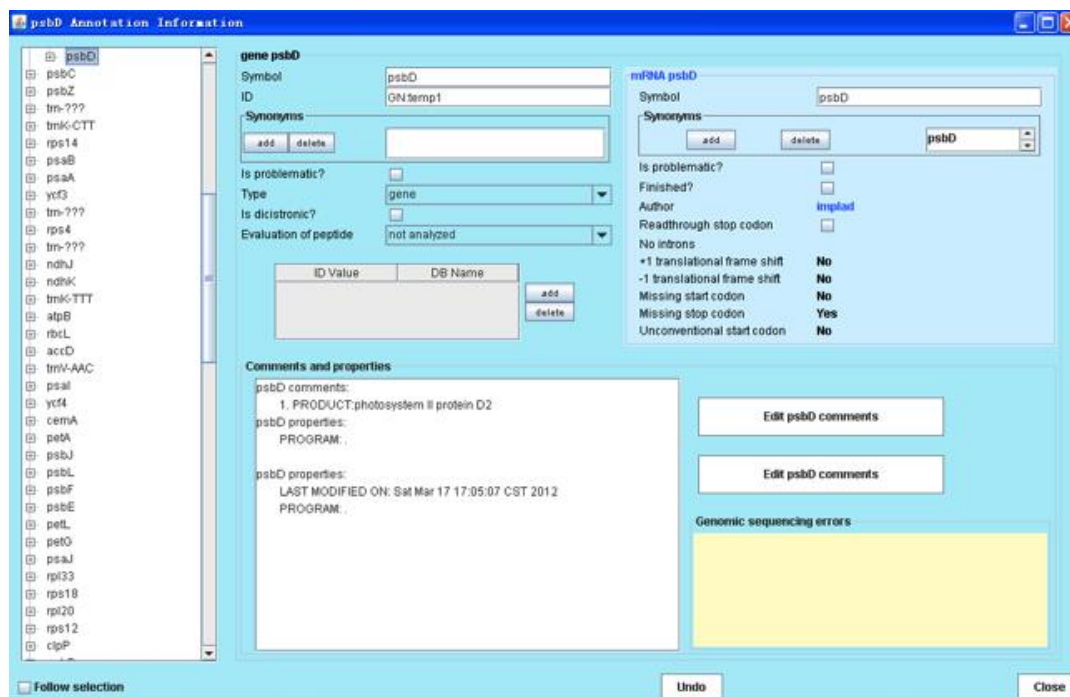 psbD Annotation Information
psbD
psbC
psbZ
trn-???
trnK-CTT
rps14
psaB
psaA
ycf3
trn-???
rps4
trn-???
ndhJ
ndhK
trnK-TTT
atpB
rbcL
accD
trnV-AAC
psaI
ycf4
cemA
petA
psbJ
psbL
psbF
psbE
petL
petG
psaJ
rpl33
rps18
rpl20
rps12
clpP
Follow selection
gene psbD
Symbol psbD
ID GN:temp1
Synonyms
add delete
Is problematic?
Type gene
Is dicistronic?
Evaluation of peptide not analyzed
ID Value DB Name
add
delete
mRNA psbD
Symbol psbD
Synonyms
add delete psbD
Is problematic?
Finished?
Author implad
Readthrough stop codon
No introns
+1 translational frame shift No
-1 translational frame shift No
Missing start codon No
Missing stop codon Yes
Unconventional start codon No
Comments and properties
psbD comments:
1. PRODUCT:photosystem II protein D2
psbD properties:
PROGRAM: .
psbD properties:
LAST MODIFIED ON: Sat Mar 17 17:05:07 CST 2012
PROGRAM: .
Edit psbD comments
Edit psbD comments
Genomic sequencing errors
Undo
Close